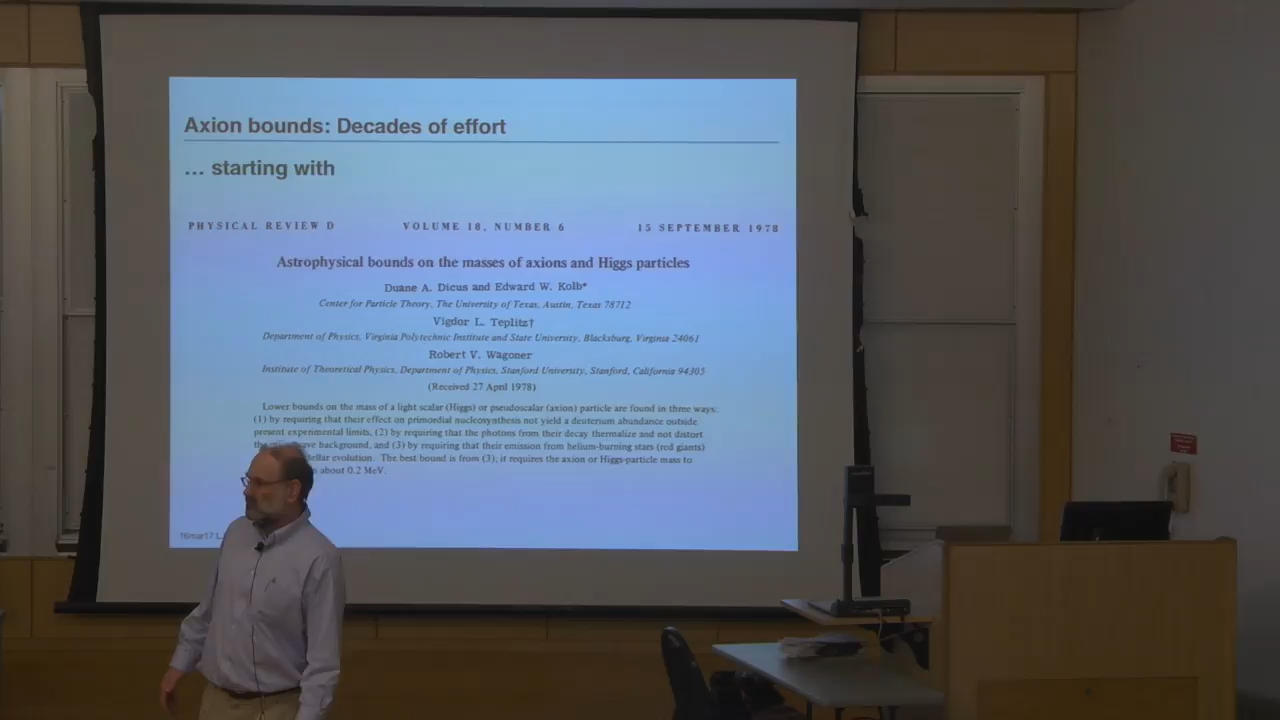 Axion bounds: Decades of effort
... starting with
PHYSICAL REVIEW D VOLUME 18, NUMBER 6 15 SEPTEMBER 1978
Astrophysical bounds on the masses of axions and Higgs particles
Duane A. Dicus and Edward W. Kolb*
Center for Particle Theory, The University of Texas, Austin, Texas 78712
Vigdor L. Teplitz†
Department of Physics, Virginia Polytechnic Institute and State University, Blacksburg, Virginia 24061
Robert V. Wagoner
Institute of Theoretical Physics, Department of Physics, Stanford University, Stanford, California 94305
(Received 27 April 1978)
Lower bounds on the mass of a light scalar (Higgs) or pseudoscalar (axion) particle are found in three ways:
(1) by requiring that their effect on primordial nucleosynthesis not yield a deuterium abundance outside
present experimental limits, (2) by requiring that the photons from their decay thermalize and not distort
the background, and (3) by requiring that their emission from helium-burning stars (red giants)
evolution. The best bound is from (3); it requires the axion or Higgs-particle mass to
about 0.2 MeV.
16mar17